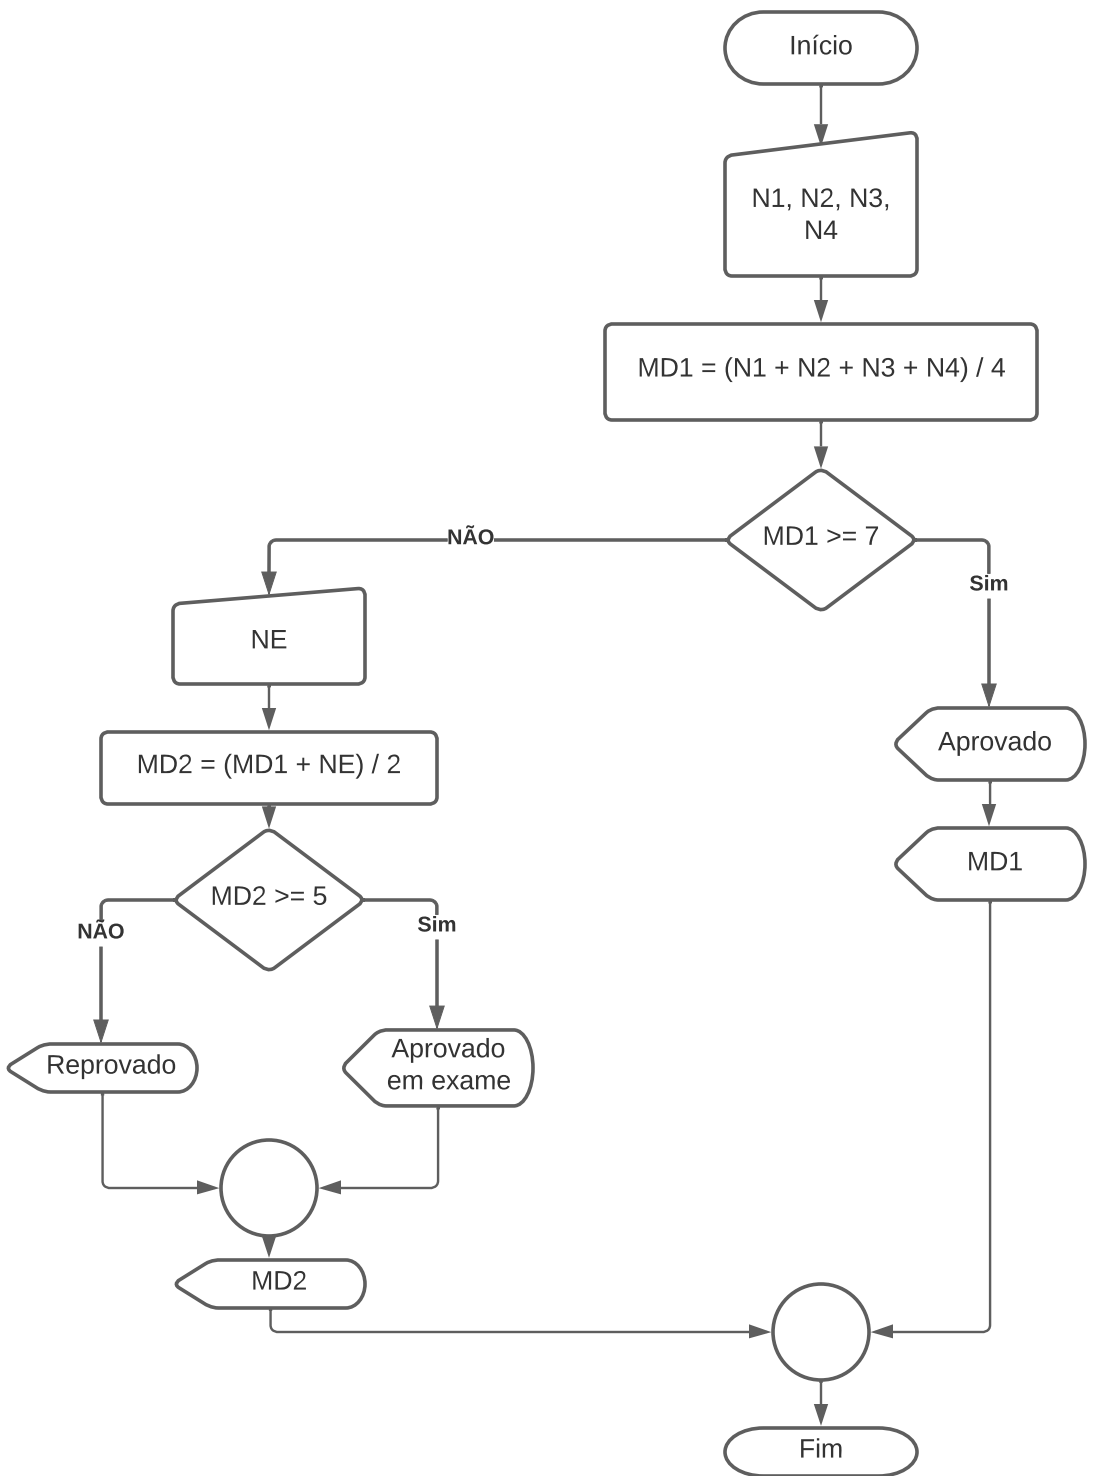 Início
N1, N2, N3,
N4
MD1 = (N1 + N2 + N3 + N4) / 4
MD1 >= 7
NÃO
Sim
NE
MD2 = (MD1 + NE) / 2
Aprovado
MD1
MD2 >= 5
NÃO
Sim
Reprovado
Aprovado
em exame
MD2
Fim